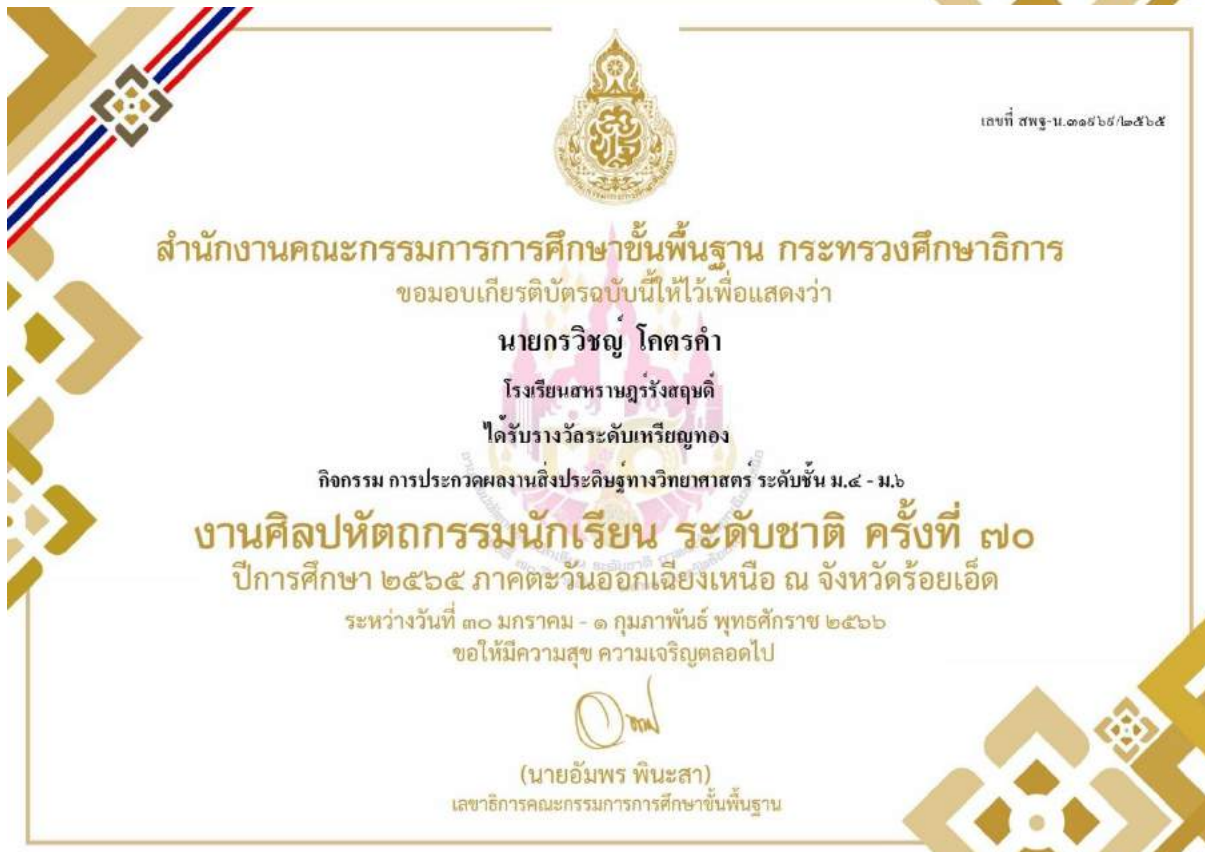 เลขที่ สพฐ-น.๓๑๙๖๙/๒๕๖๕
สำนักงานคณะกรรมการการศึกษาขั้นพื้นฐาน กระทรวงศึกษาธิการ
ขอมอบเกียรติบัตรฉบับนี้ให้ไว้เพื่อแสดงว่า
นายกรวิชญ์ โคตรคำ
โรงเรียนสหราษฎร์รังสฤษดิ์
ได้รับรางวัลระดับเหรียญทอง
กิจกรรม การประกวดผลงานสิ่งประดิษฐ์ทางวิทยาศาสตร์ ระดับชั้น ม.๔ - ม.๖
งานศิลปหัตถกรรมนักเรียน ระดับชาติ ครั้งที่ ๗๐
ปีการศึกษา ๒๕๖๕ ภาคตะวันออกเฉียงเหนือ ณ จังหวัดร้อยเอ็ด
ระหว่างวันที่ ๓๐ มกราคม - ๑ กุมภาพันธ์ พุทธศักราช ๒๕๖๖
ขอให้มีความสุข ความเจริญตลอดไป
(นายอัมพร พินะสา)
เลขาธิการคณะกรรมการการศึกษาขั้นพื้นฐาน